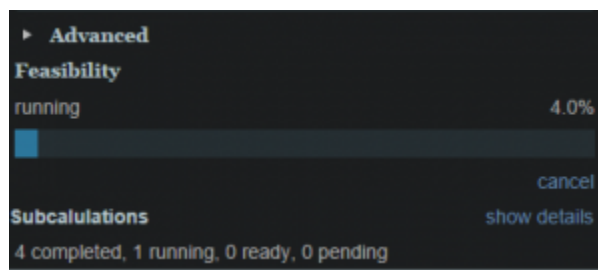 Advanced
Feasibility
running 4.0%
cancel
Subcalulations show details
4 completed, 1 running, 0 ready, 0 pending